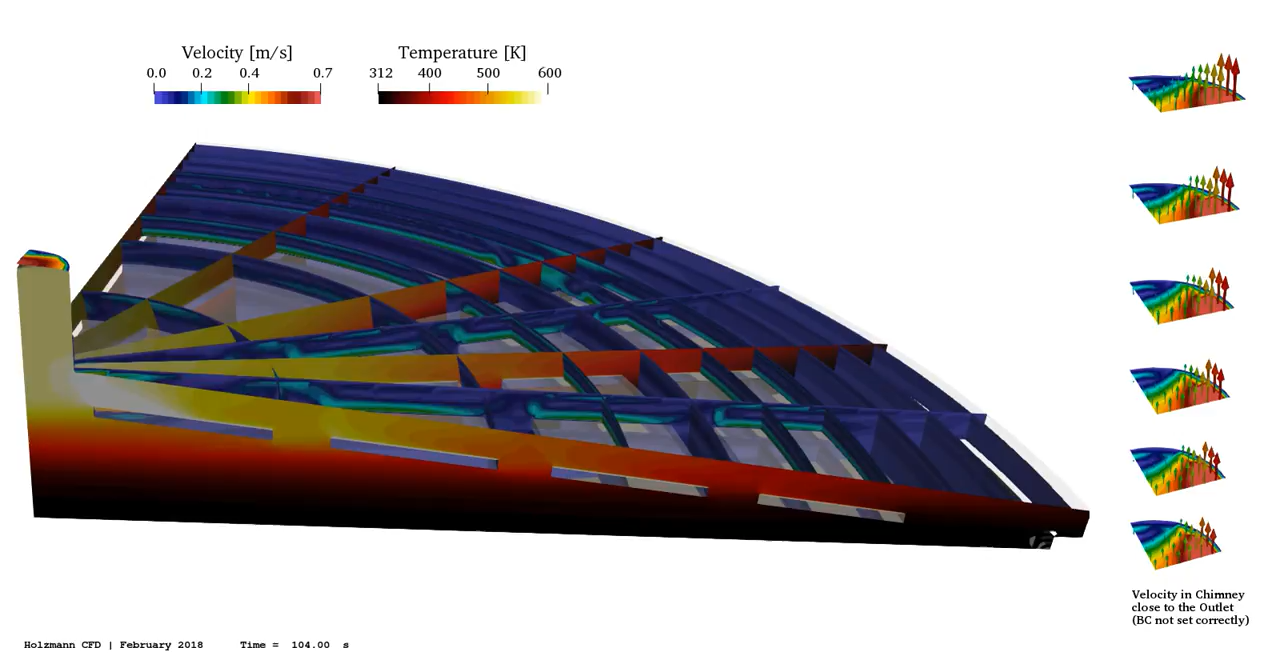 Velocity [m/s]
0.0 0.2 0.4 0.7
Temperature [K]
312 400 500 600
Velocity in Chimney
close to the Outlet
(BC not set correctly)
Holzmann CFD | February 2018 Time = 104.00 s